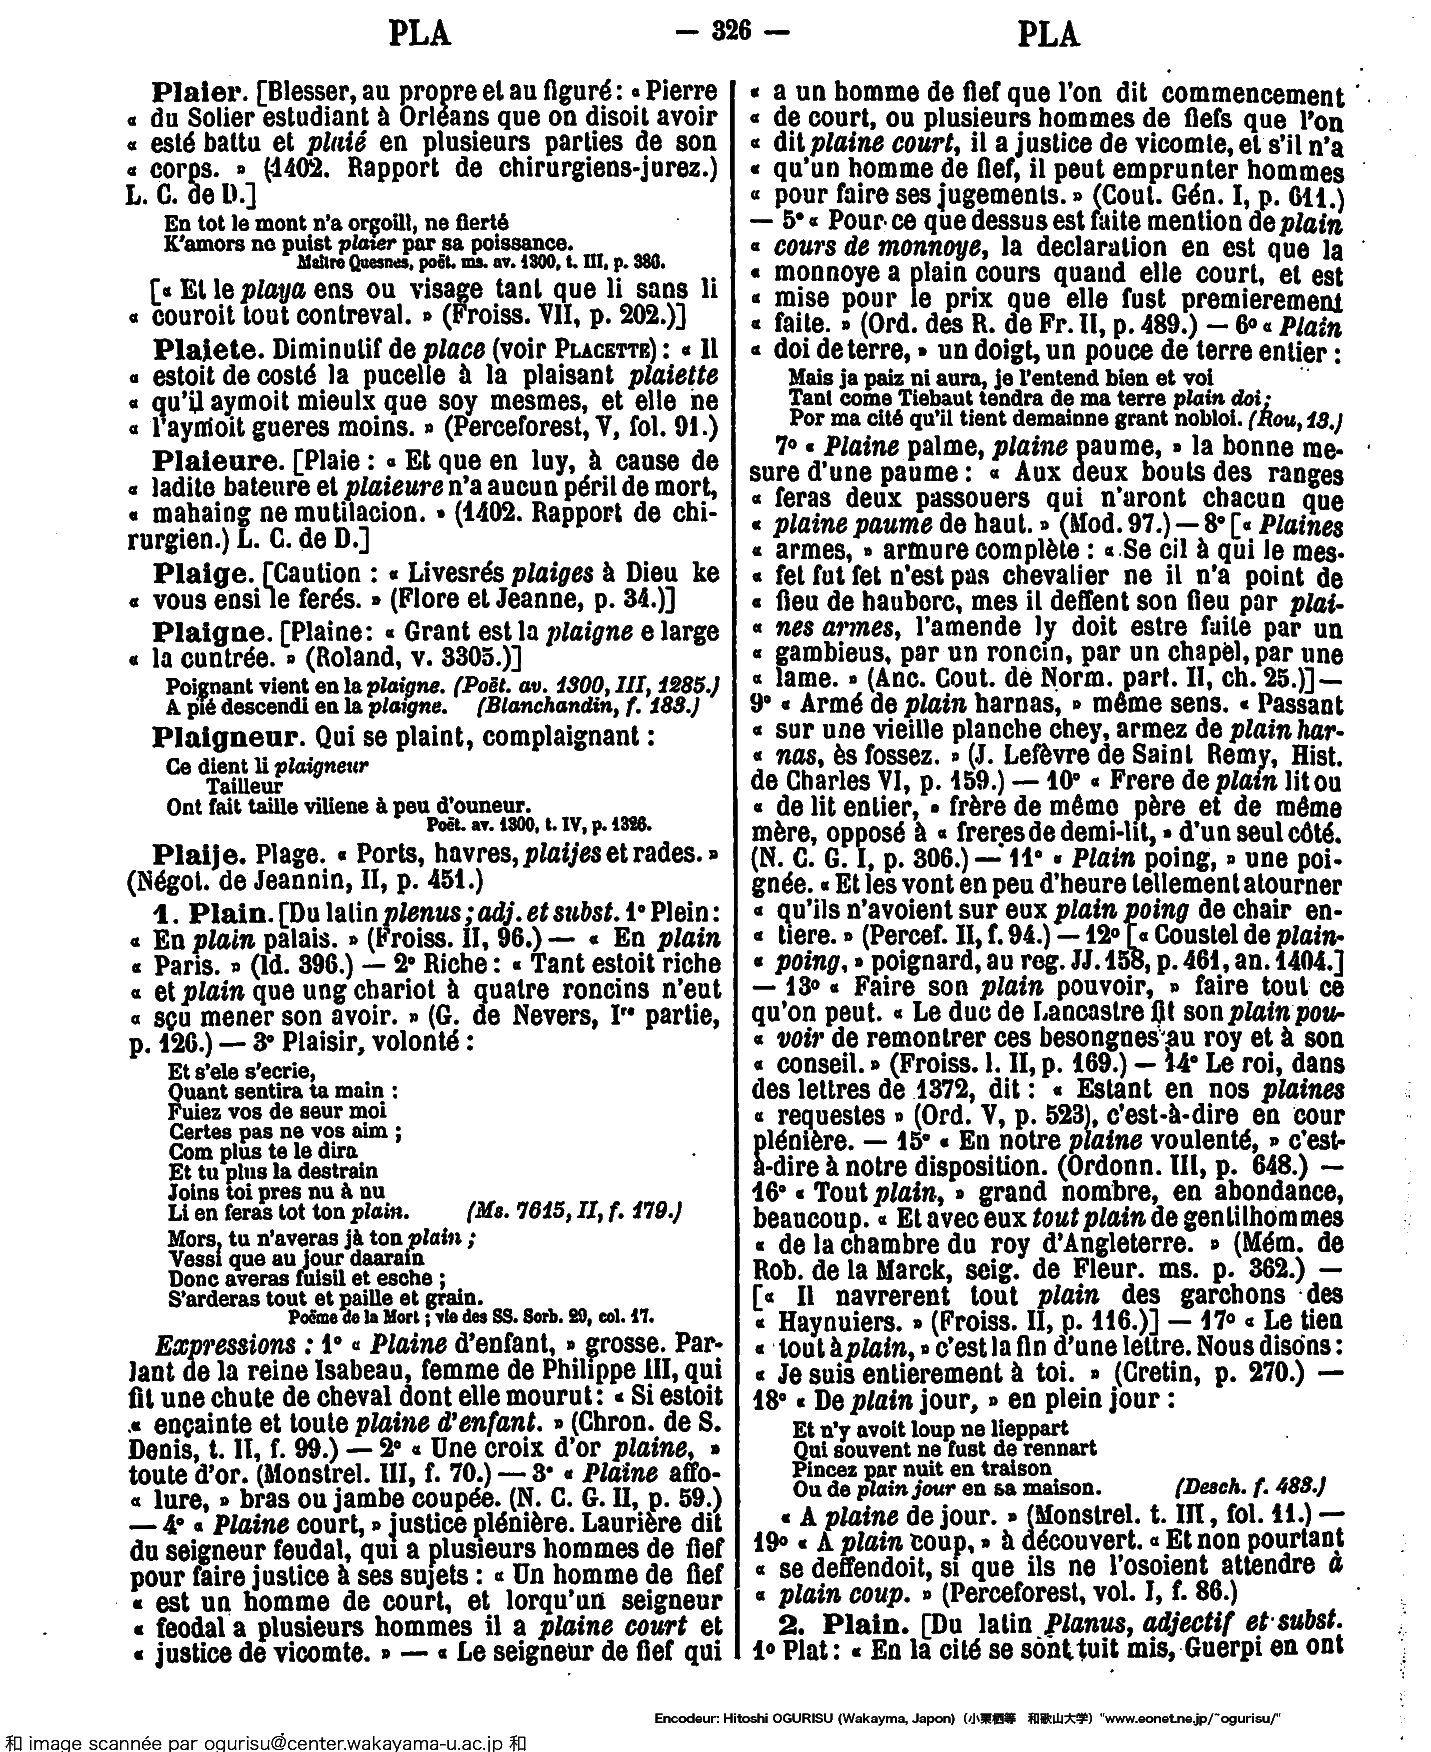 PLA — 326 — PLA
Plaier. [Blesser, au propre et au figuré : « Pierre
« du Solier estudiant à Orléans que on disoit avoir
« esté battu et plaié en plusieurs parties de son
« corps. » (1402. Rapport de chirurgiens-jurez.)
L. C. de D.]
En tot le mont n'a orgoill, ne fierté
K'amors ne puist plaier par sa poissance.
Maître Quesnes, poët. ms. av. 1300, t. III, p. 386.
[« Et le playa ens ou visage tant que li sans li
« couroit tout contreval. » (Froiss. VII, p. 202.)]
Plaiete. Diminutif de place (voir PLACETTE) : « Il
« estoit de costé la pucelle à la plaisant plaiette
« qu'il aymoit mieulx que soy mesmes, et elle ne
« l'aymoit gueres moins. » (Perceforest, V, fol. 91.)
Plaieure. [Plaie : « Et que en luy, à cause de
« ladite bateure et plaieure n'a aucun péril de mort,
« mahaing ne mutilacion. » (1402. Rapport de chi-
rurgien.) L. C. de D.]
Plaige. [Caution : « Livesrés plaiges à Dieu ke
« vous ensi le ferés. » (Flore et Jeanne, p. 34.)]
Plaigne. [Plaine : « Grant est la plaigne e large
« la cuntrée. » (Roland, v. 3305.)]
Poignant vient en la plaigne. (Poët. av. 1300, III, 1285.)
A pié descendi en la plaigne. (Blanchandin, f. 183.)
Plaigneur. Qui se plaint, complaignant :
Ce dient li plaigneur
Tailleur
Ont fait taille viliene à peu d'ouneur.
Poët. av. 1300, t. IV, p. 1326.
Plaije. Plage. « Ports, havres, plaijes et rades. »
(Négot. de Jeannin, II, p. 451.)
1. Plain. [Du latin plenus ; adj. et subst. 1° Plein :
« En plain palais. » (Froiss. II, 96.) — « En plain
« Paris. » (Id. 396.) — 2° Riche : « Tant estoit riche
« et plain que ung chariot à quatre roncins n'eut
« sçu mener son avoir. » (G. de Nevers, Ire partie,
p. 126.) — 3° Plaisir, volonté :
Et s'ele s'ecrie,
Quant sentira ta main :
Fuiez vos de seur moi
Certes pas ne vos aim ;
Com plus te le dira
Et tu plus la destrain
Joins toi pres nu à nu
Li en feras tot ton plain. (Ms. 7615, II, f. 179.)
Mors, tu n'averas jà ton plain ;
Vessi que au jour daarain
Donc averas fuisil et esche ;
S'arderas tout et paille et grain.
Poëme de la Mort ; vie des SS. Sorb. 29, col. 17.
Expressions : 1° « Plaine d'enfant, » grosse. Par-
lant de la reine Isabeau, femme de Philippe III, qui
fit une chute de cheval dont elle mourut : « Si estoit
« ençainte et toute plaine d'enfant. » (Chron. de S.
Denis, t. II, f. 99.) — 2° « Une croix d'or plaine, »
toute d'or. (Monstrel. III, f. 70.) — 3° « Plaine affo-
« lure, » bras ou jambe coupée. (N. C. G. II, p. 59.)
— 4° « Plaine court, » justice plénière. Laurière dit
du seigneur feudal, qui a plusieurs hommes de fief
pour faire justice à ses sujets : « Un homme de fief
« est un homme de court, et lorqu'un seigneur
« feodal a plusieurs hommes il a plaine court et
« justice de vicomte. » — « Le seigneur de fief qui
« a un homme de fief que l'on dit commencement
« de court, ou plusieurs hommes de fiefs que l'on
« dit plaine court, il a justice de vicomte, et s'il n'a
« qu'un homme de fief, il peut emprunter hommes
« pour faire ses jugements. » (Cout. Gén. I, p. 611.)
— 5° « Pour ce que dessus est faite mention de plain
« cours de monnoye, la declaration en est que la
« monnoye a plain cours quand elle court, et est
« mise pour le prix que elle fust premierement
« faite. » (Ord. des R. de Fr. II, p. 489.) — 6° « Plain
« doi de terre, » un doigt, un pouce de terre entier :
Mais ja paiz ni aura, je l'entend bien et voi
Tant come Tiebaut tendra de ma terre plain doi ;
Por ma cité qu'il tient demainne grant nobloi. (Rou, 13.)
7° « Plaine palme, plaine paume, » la bonne me-
sure d'une paume : « Aux deux bouts des ranges
« feras deux passouers qui n'aront chacun que
« plaine paume de haut. » (Mod. 97.) — 8° [« Plaines
« armes, » armure complète : « Se cil à qui le mes-
« fet fut fet n'est pas chevalier ne il n'a point de
« fieu de hauberc, mes il deffent son fieu par plai-
« nes armes, l'amende ly doit estre faite par un
« gambieus, par un roncin, par un chapel, par une
« lame. » (Anc. Cout. de Norm. part. II, ch. 25.)] —
9° « Armé de plain harnas, » même sens. « Passant
« sur une vieille planche chey, armez de plain har-
« nas, ès fossez. » (J. Lefèvre de Saint Remy, Hist.
de Charles VI, p. 159.) — 10° « Frere de plain lit ou
« de lit entier, » frère de même père et de même
mère, opposé à « freres de demi-lit, » d'un seul côté.
(N. C. G. I, p. 306.) — 11° « Plain poing, » une poi-
gnée. « Et les vont en peu d'heure tellement atourner
« qu'ils n'avoient sur eux plain poing de chair en-
« tiere. » (Percef. II, f. 94.) — 12° [« Coustel de plain-
« poing, » poignard, au reg. JJ. 158, p. 461, an. 1404.]
— 13° « Faire son plain pouvoir, » faire tout ce
qu'on peut. « Le duc de Lancastre fit son plain pou-
« voir de remontrer ces besongnes au roy et à son
« conseil. » (Froiss. l. II, p. 169.) — 14° Le roi, dans
des lettres de 1372, dit : « Estant en nos plaines
« requestes » (Ord. V, p. 523), c'est-à-dire en cour
plénière. — 15° « En notre plaine voulenté, » c'est-
à-dire à notre disposition. (Ordonn. III, p. 648.) —
16° « Tout plain, » grand nombre, en abondance,
beaucoup. « Et avec eux tout plain de gentilhommes
« de la chambre du roy d'Angleterre. » (Mém. de
Rob. de la Marck, seig. de Fleur. ms. p. 362.) —
[« Il navrerent tout plain des garchons des
« Haynuiers. » (Froiss. II, p. 116.)] — 17° « Le tien
« tout à plain, » c'est la fin d'une lettre. Nous disons :
« Je suis entierement à toi. » (Cretin, p. 270.) —
18° « De plain jour, » en plein jour :
Et n'y avoit loup ne lieppart
Qui souvent ne fust de rennart
Pincez par nuit en traison
Ou de plain jour en sa maison. (Desch. f. 483.)
« A plaine de jour. » (Monstrel. t. III, fol. 11.) —
19° « A plain coup, » à découvert. « Et non pourtant
« se deffendoit, si que ils ne l'osoient attendre à
« plain coup. » (Perceforest, vol. I, f. 86.)
2. Plain. [Du latin Planus, adjectif et subst.
1° Plat : « En la cité se sont tuit mis, Guerpi en ont
Encodeur: Hitoshi OGURISU (Wakayma, Japon) (小栗栖等 和歌山大学) "www.eonet.ne.jp/~ogurisu/"
和 image scannée par ogurisu@center.wakayama-u.ac.jp 和